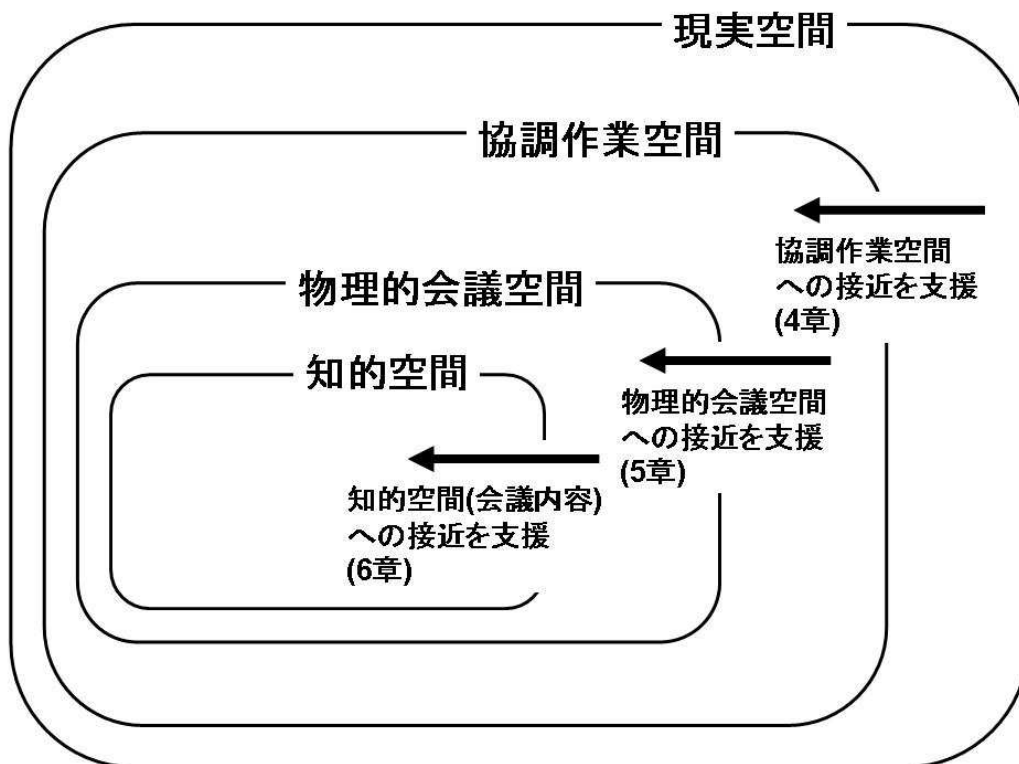 現実空間
協調作業空間
協調作業空間
への接近を支援
(4章)
物理的会議空間
物理的会議空間
への接近を支援
(5章)
知的空間
知的空間(会議内容)
への接近を支援
(6章)